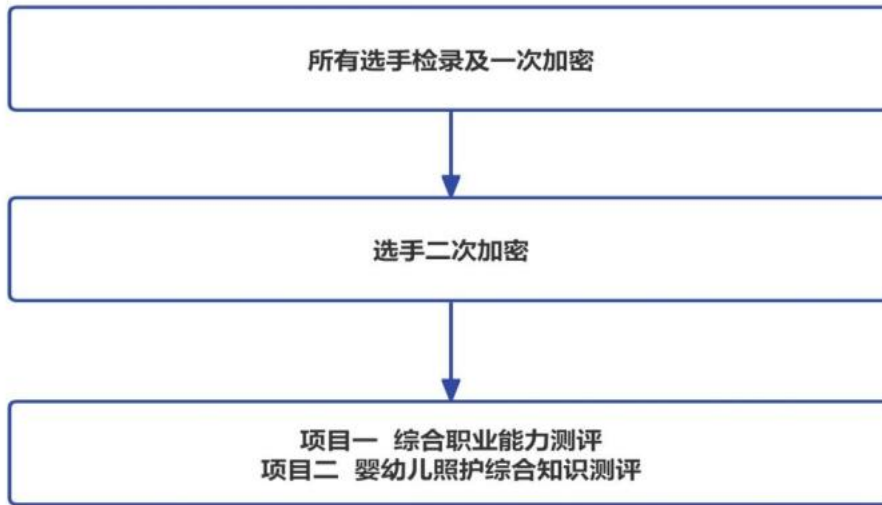 所有选手检录及一次加密
选手二次加密
项目一 综合职业能力测评
项目二 婴幼儿照护综合知识测评